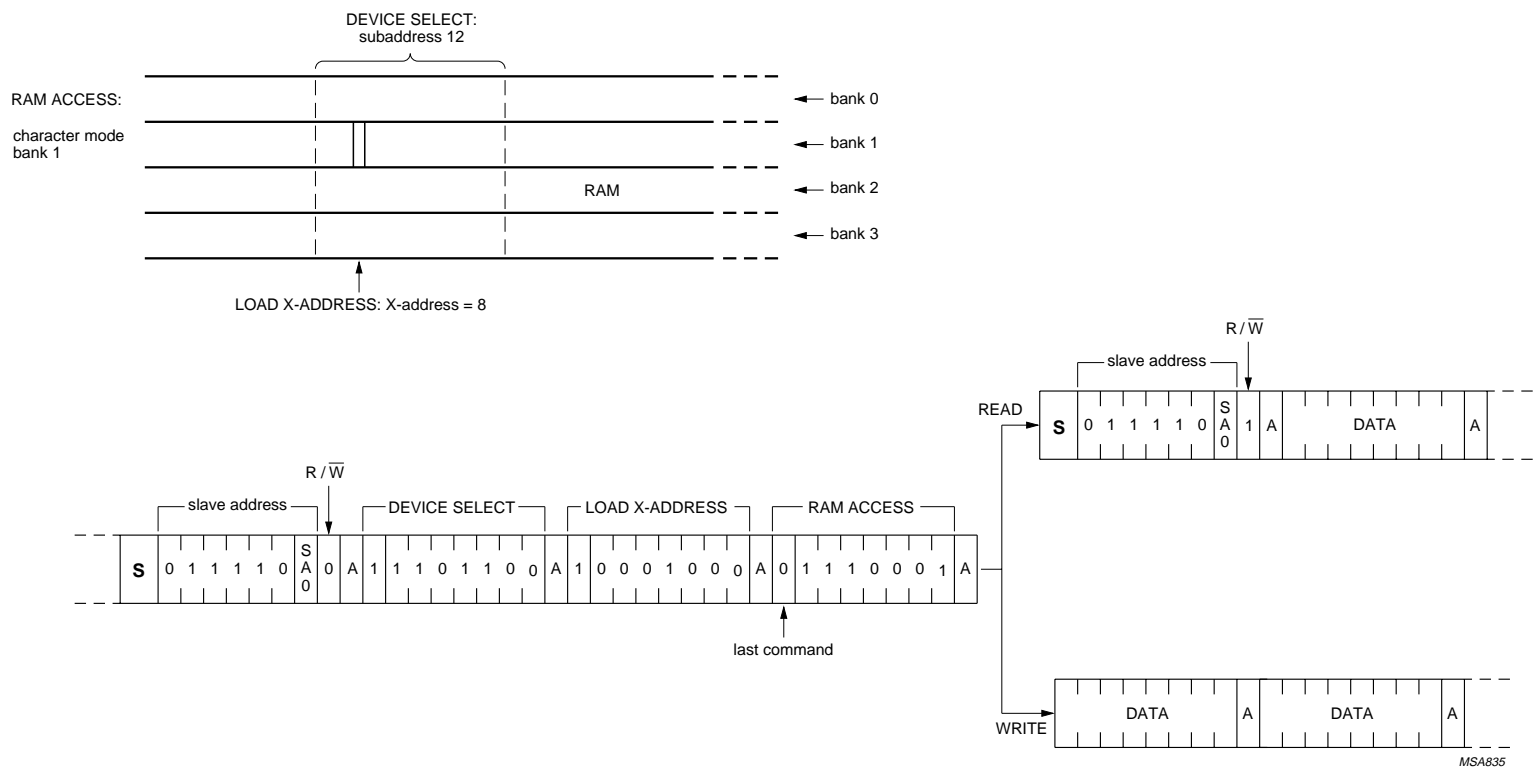 DEVICE SELECT:
subaddress 12
RAM ACCESS:
character mode
bank 1
bank 0
bank 1
bank 2
bank 3
RAM
LOAD X-ADDRESS: X-address = 8
R / W
slave address
READ
S 0 1 1 1 1 0 SA0 1 A DATA A
R / W
slave address DEVICE SELECT LOAD X-ADDRESS RAM ACCESS
S 0 1 1 1 1 0 SA0 0 A 1 1 1 0 1 1 0 0 A 1 0 0 0 1 0 0 0 A 0 1 1 1 0 0 0 1 A
last command
WRITE
DATA A DATA A
MSA835